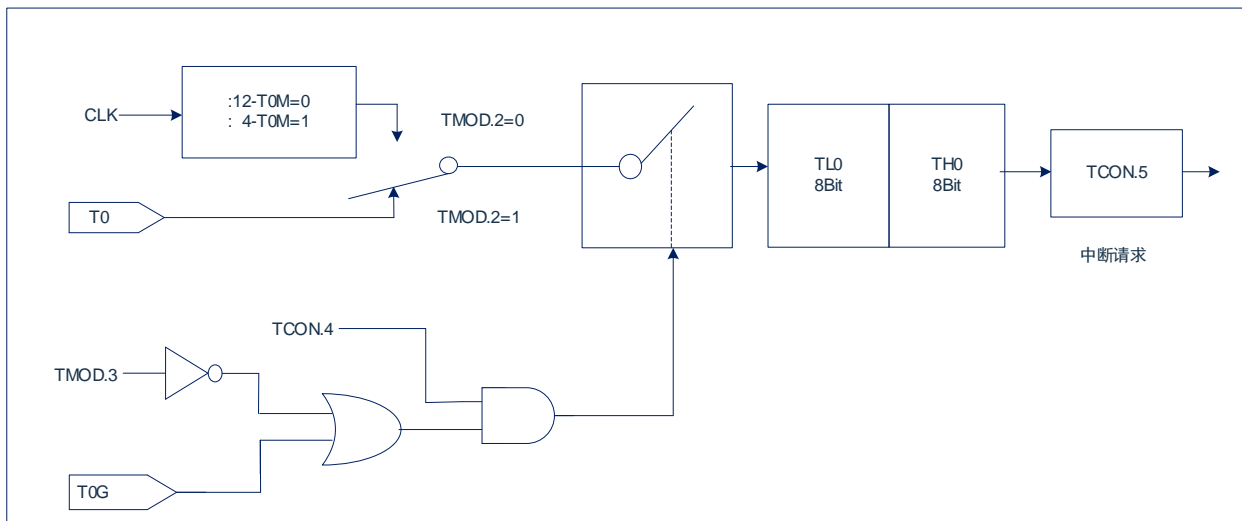 :12-T0M=0
: 4-T0M=1
CLK
TMOD.2=0
TMOD.2=1
T0
TL0
8Bit
TH0
8Bit
TCON.5
中断请求
TCON.4
TMOD.3
T0G